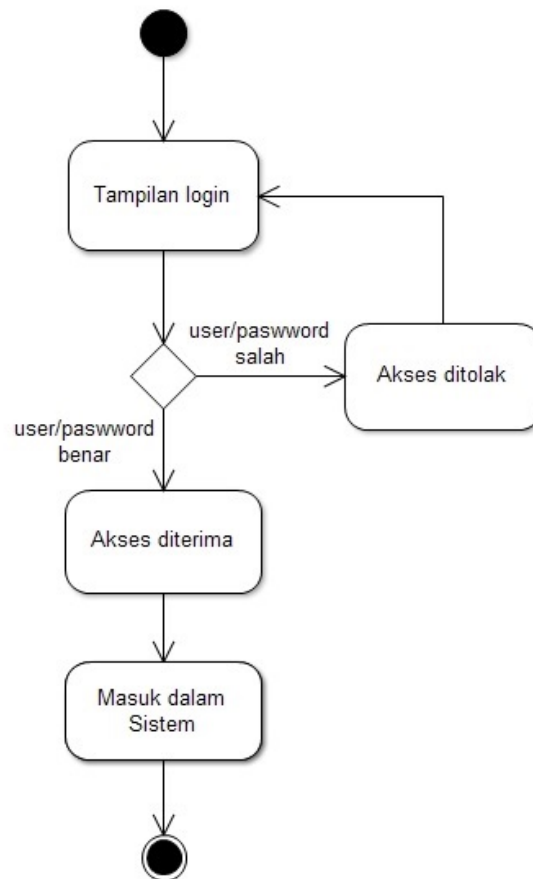 Tampilan login
user/paswword
salah
Akses ditolak
user/paswword
benar
Akses diterima
Masuk dalam
Sistem